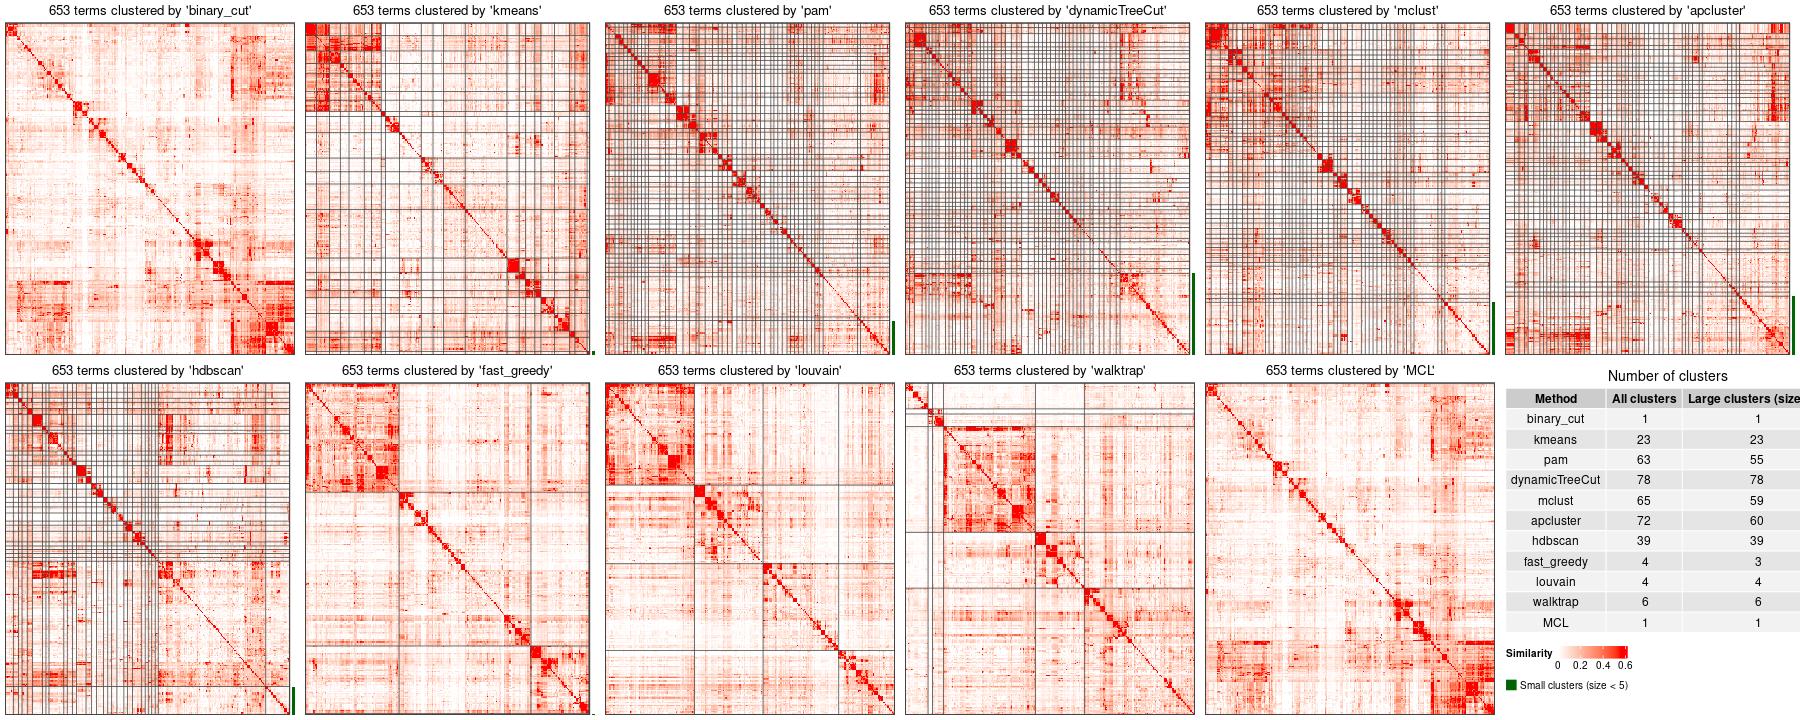 653 terms clustered by 'binary_cut'
653 terms clustered by 'kmeans'
653 terms clustered by 'pam'
653 terms clustered by 'dynamicTreeCut'
653 terms clustered by 'mclust'
653 terms clustered by 'apcluster'
653 terms clustered by 'hdbscan'
653 terms clustered by 'fast_greedy'
653 terms clustered by 'louvain'
653 terms clustered by 'walktrap'
653 terms clustered by 'MCL'
Number of clusters
Method All clusters Large clusters (size
binary_cut 1 1
kmeans 23 23
pam 63 55
dynamicTreeCut 78 78
mclust 65 59
apcluster 72 60
hdbscan 39 39
fast_greedy 4 3
louvain 4 4
walktrap 6 6
MCL 1 1
Similarity
0 0.2 0.4 0.6
Small clusters (size < 5)